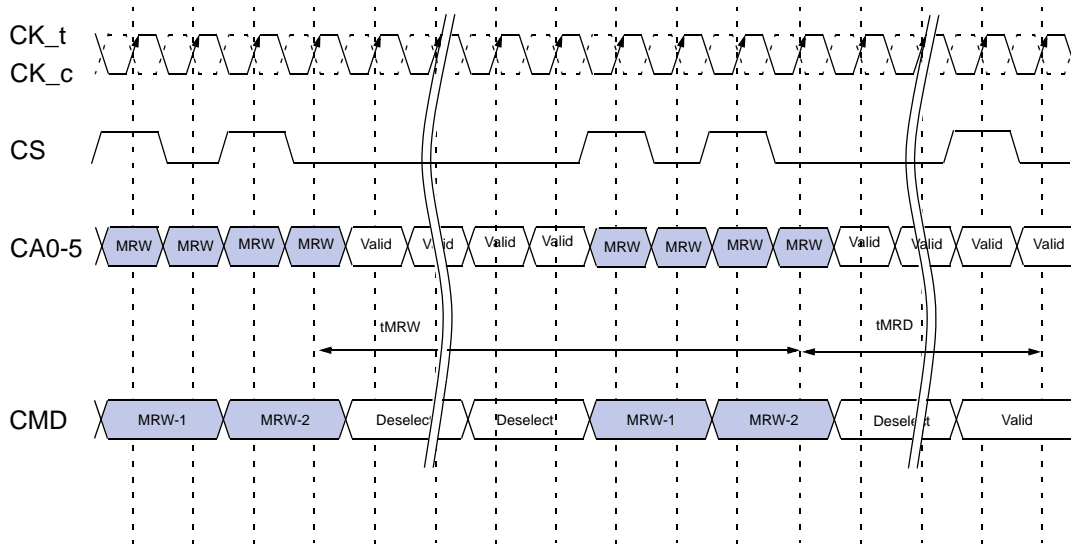 CK_t
CK_c
CS
CA0-5 MRW MRW MRW MRW Valid Valid Valid Valid MRW MRW MRW MRW Valid Valid Valid Valid
tMRW tMRD
CMD MRW-1 MRW-2 Deselect Deselect MRW-1 MRW-2 Deselect Valid